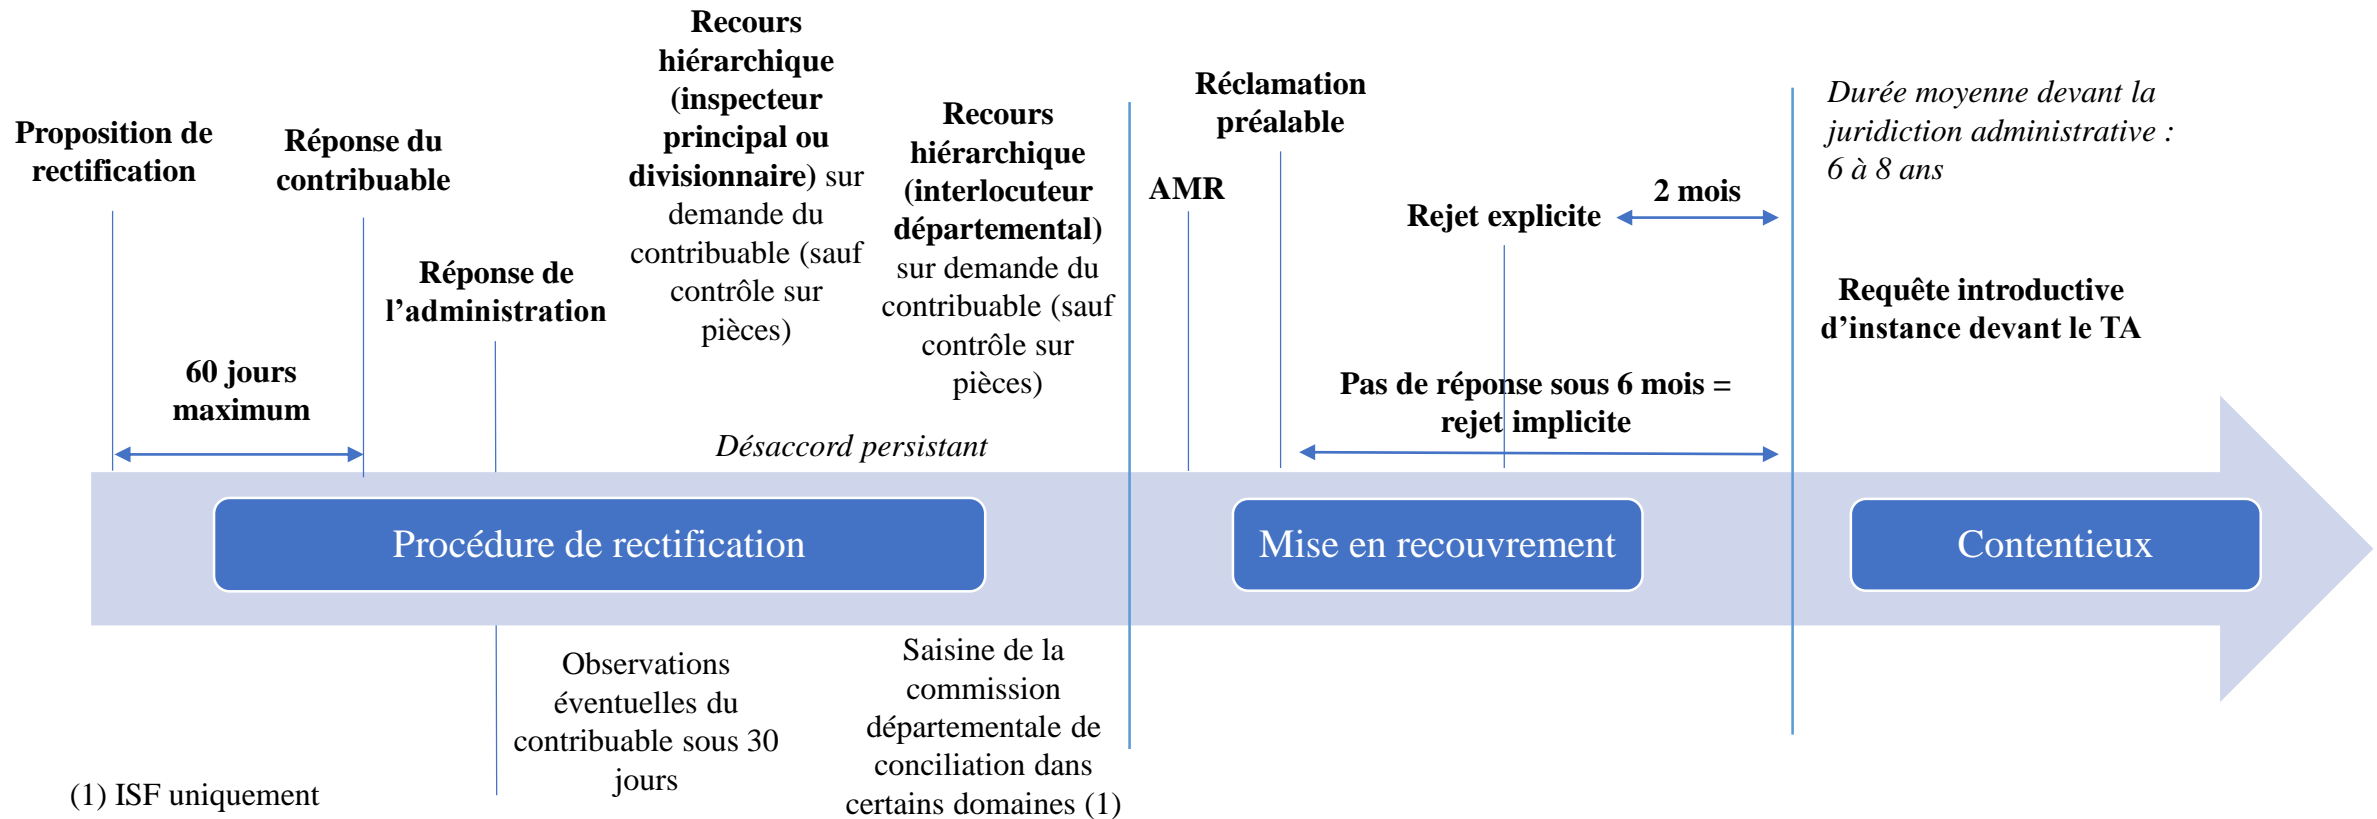 Proposition de
rectification
60 jours
maximum
Réponse du
contribuable
Réponse de
l’administration
Recours
hiérarchique
(inspecteur
principal ou
divisionnaire) sur
demande du
contribuable (sauf
contrôle sur
pièces)
Recours
hiérarchique
(interlocuteur
départemental)
sur demande du
contribuable (sauf
contrôle sur
pièces)
Désaccord persistant
AMR
Réclamation
préalable
Rejet explicite
2 mois
Pas de réponse sous 6 mois =
rejet implicite
Durée moyenne devant la
juridiction administrative :
6 à 8 ans
Requête introductive
d’instance devant le TA
Procédure de rectification
Mise en recouvrement
Contentieux
Observations
éventuelles du
contribuable sous 30
jours
Saisine de la
commission
départementale de
conciliation dans
certains domaines (1)
(1) ISF uniquement